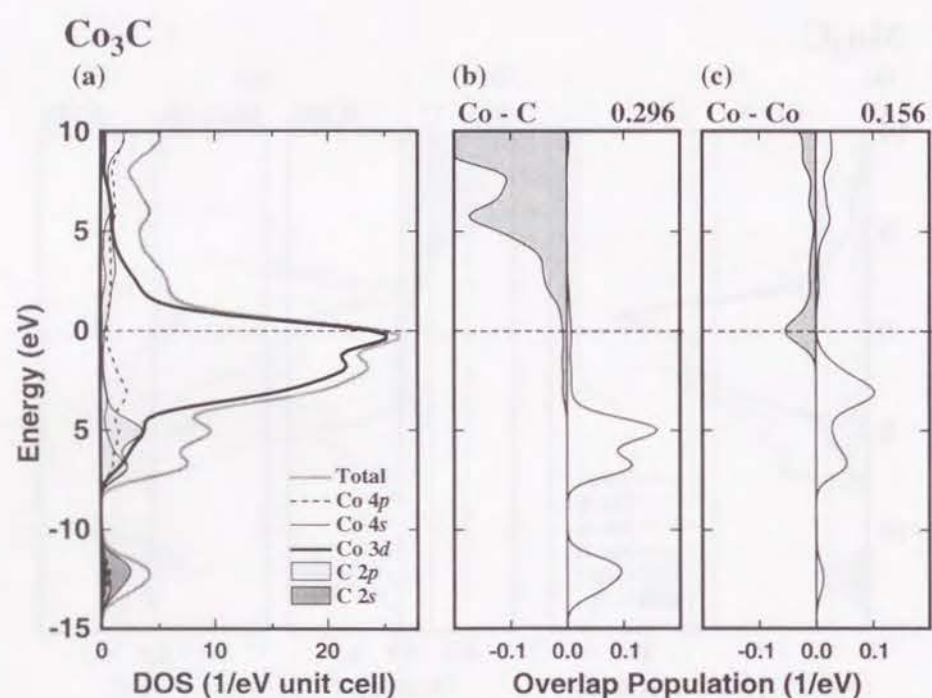 Co3C
(a)
(b)
(c)
Co - C 0.296
Co - Co 0.156
10
5
0
5
-10
-15
Energy (eV)
Total
Co 4p
Co 4s
Co 3d
C 2p
C 2s
0 10 20
-0.1 0.0 0.1
-0.1 0.0 0.1
DOS (1/eV unit cell)
Overlap Population (1/eV)